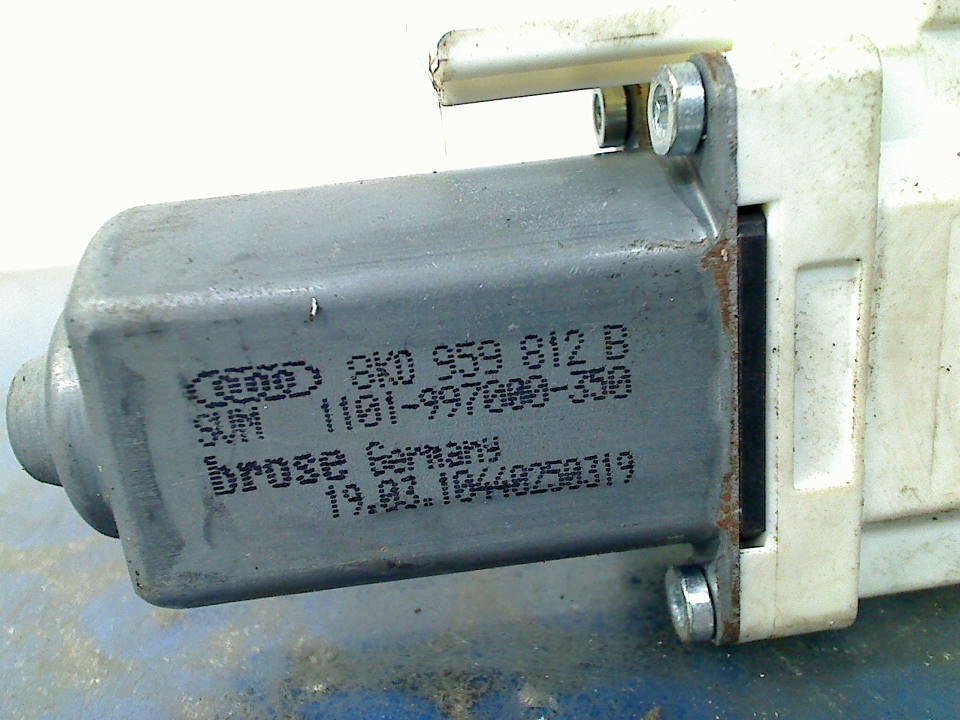 8K0 959 812 B
SUM 1101-997000-350
brose Germany
19.03.10440250319